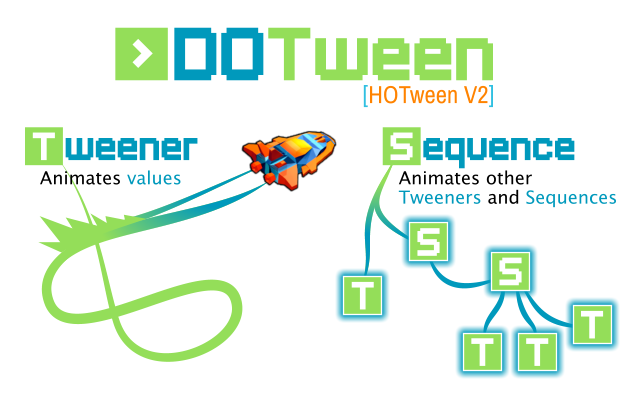 DOTween
[HOTween V2]
Tweener
Animates values
Sequence
Animates other
Tweeners and Sequences
S
S
T
T
T
T